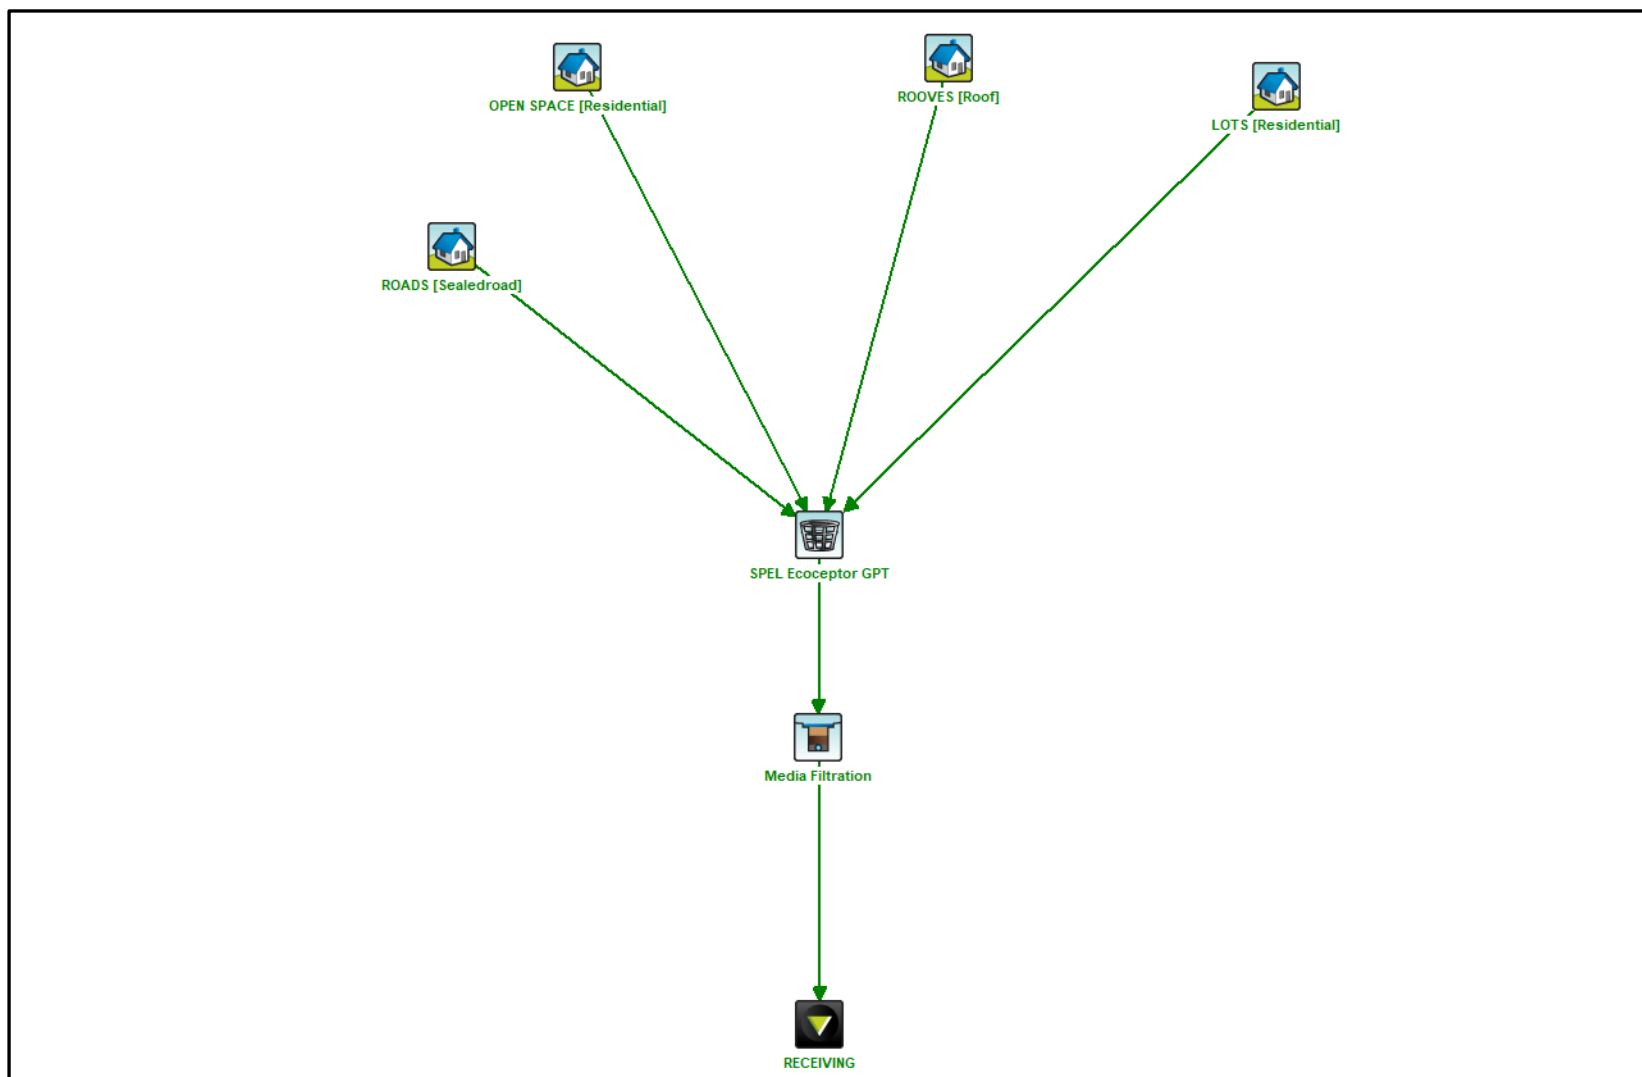 OPEN SPACE [Residential]
ROOVES [Roof]
LOTS [Residential]
ROADS [Sealedroad]
SPEL Ecoceptor GPT
Media Filtration
RECEIVING